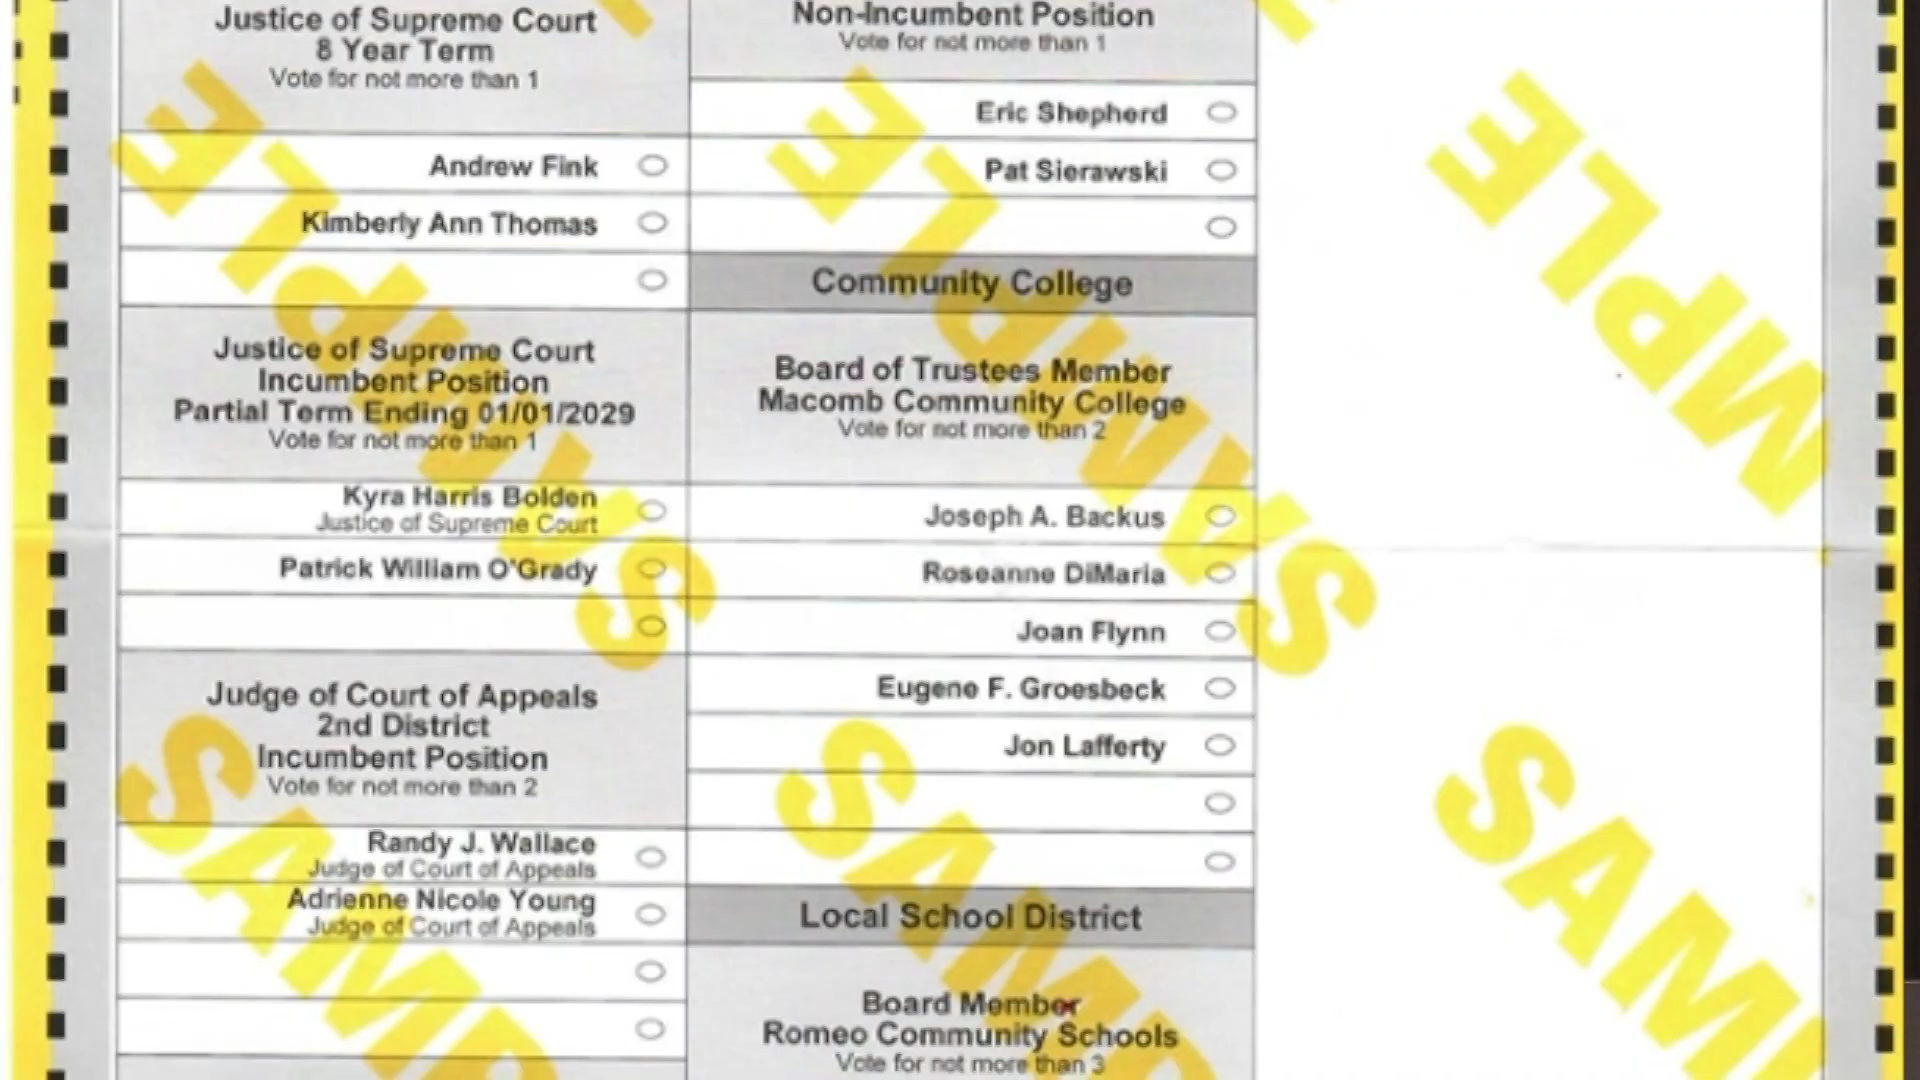 Justice of Supreme Court
8 Year Term
Vote for not more than 1
Andrew Fink
Kimberly Ann Thomas
Justice of Supreme Court
Incumbent Position
Partial Term Ending 01/01/2029
Vote for not more than 1
Kyra Harris Bolden
Justice of Supreme Court
Patrick William O'Grady
Judge of Court of Appeals
2nd District
Incumbent Position
Vote for not more than 2
Randy J. Wallace
Judge of Court of Appeals
Adrienne Nicole Young
Judge of Court of Appeals
Non-Incumbent Position
Vote for not more than 1
Eric Shepherd
Pat Sierawski
Community College
Board of Trustees Member
Macomb Community College
Vote for not more than 2
Joseph A. Backus
Roseanne DiMaria
Joan Flynn
Eugene F. Groesbeck
Jon Lafferty
Local School District
Board Member
Romeo Community Schools
Vote for not more than 3
SAMPLE
SAMPLE
MPLE
SAMP
SAMP
SAMP